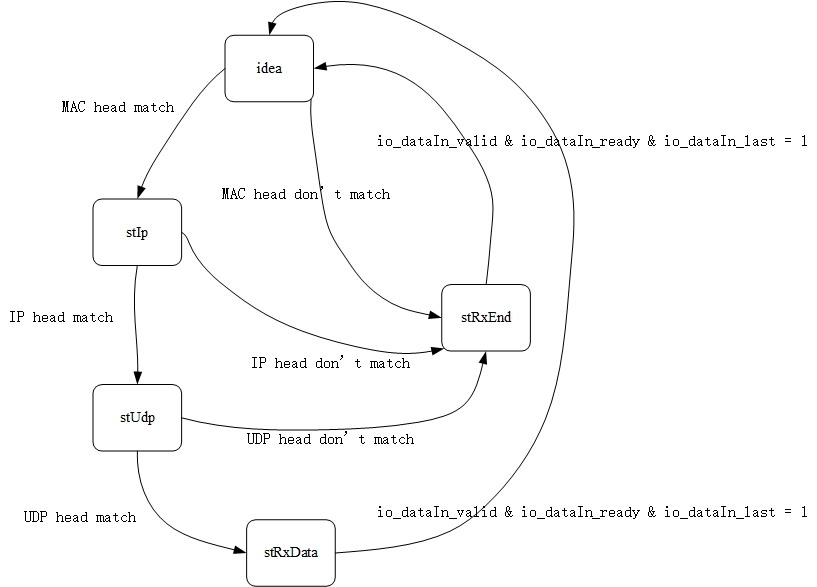 idea
MAC head match
io_dataIn_valid & io_dataIn_ready & io_dataIn_last = 1
MAC head don't match
stIp
stRxEnd
IP head match
IP head don't match
stUdp
UDP head don't match
UDP head match
io_dataIn_valid & io_dataIn_ready & io_dataIn_last = 1
stRxData